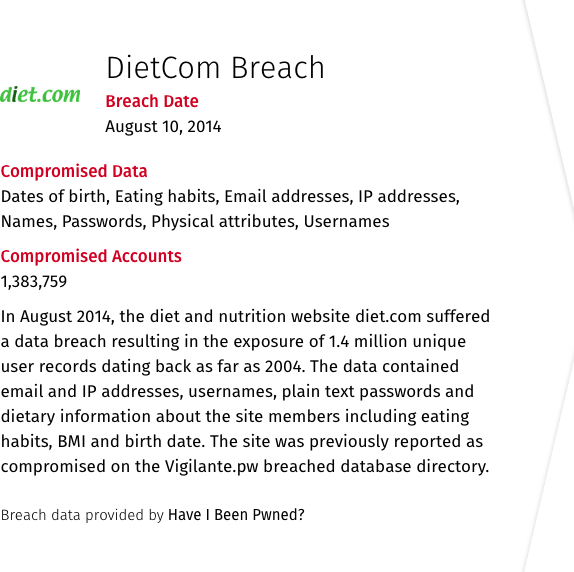 DietCom Breach
diet.com
Breach Date
August 10, 2014
Compromised Data
Dates of birth, Eating habits, Email addresses, IP addresses,
Names, Passwords, Physical attributes, Usernames
Compromised Accounts
1,383,759
In August 2014, the diet and nutrition website diet.com suffered
a data breach resulting in the exposure of 1.4 million unique
user records dating back as far as 2004. The data contained
email and IP addresses, usernames, plain text passwords and
dietary information about the site members including eating
habits, BMI and birth date. The site was previously reported as
compromised on the Vigilante.pw breached database directory.
Breach data provided by Have I Been Pwned?